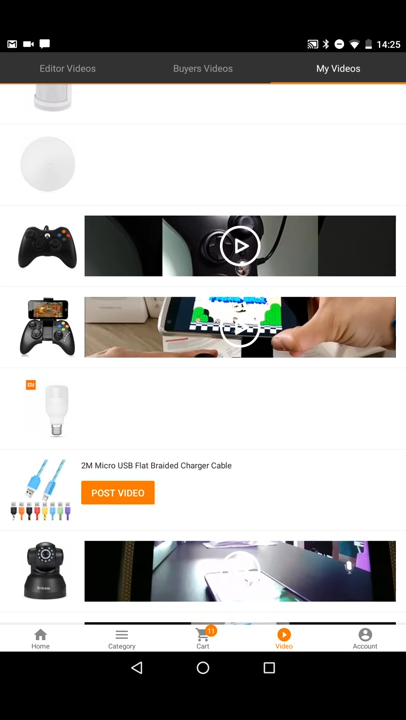 14:25
Editor Videos
Buyers Videos
My Videos
2M Micro USB Flat Braided Charger Cable
POST VIDEO
Home
Category
11
Cart
Video
Account